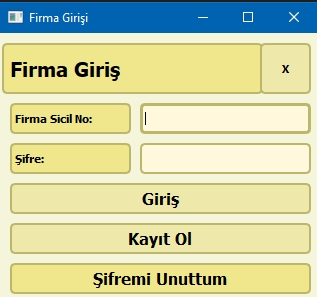 Firma Girişi
Firma Giriş
x
Firma Sicil No:
Şifre:
Giriş
Kayıt Ol
Şifremi Unuttum